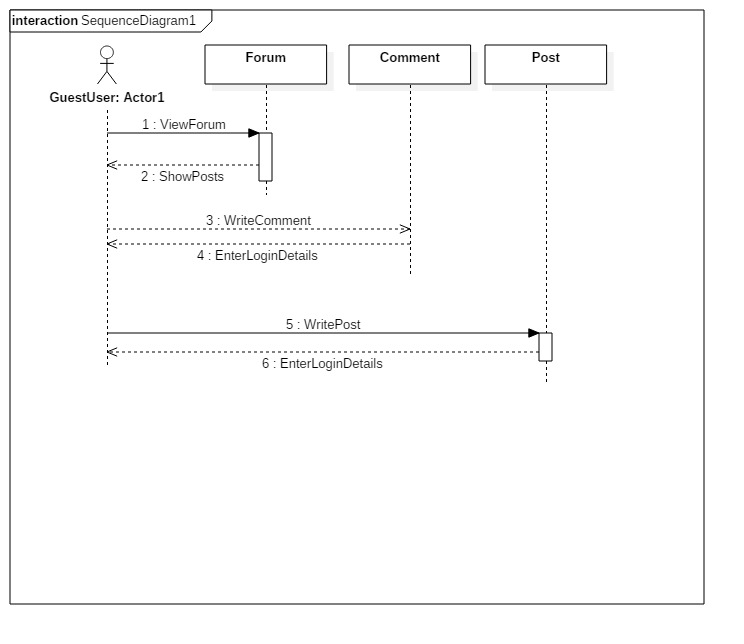 interaction SequenceDiagram1
Forum
Comment
Post
GuestUser: Actor1
1 : ViewForum
2 : ShowPosts
3 : WriteComment
4 : EnterLoginDetails
5 : WritePost
6 : EnterLoginDetails